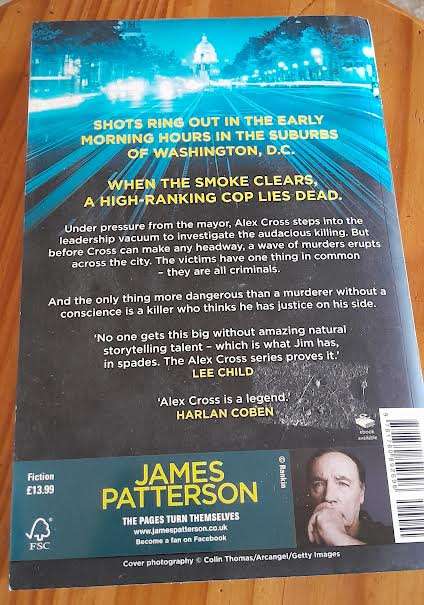 SHOTS RING OUT IN THE EARLY
MORNING HOURS IN THE SUBURBS
OF WASHINGTON, D.C.
WHEN THE SMOKE CLEARS,
A HIGH-RANKING COP LIES DEAD.
Under pressure from the mayor, Alex Cross steps into the
leadership vacuum to investigate the audacious killing. But
before Cross can make any headway, a wave of murders erupts
across the city. The victims have one thing in common
– they are all criminals.
And the only thing more dangerous than a murderer without a
conscience is a killer who thinks he has justice on his side.
'No one gets this big without amazing natural
storytelling talent – which is what Jim has,
in spades. The Alex Cross series proves it.'
LEE CHILD
'Alex Cross is a legend.'
HARLAN COBEN
ebook
available
Fiction
£13.99
JAMES
PATTERSON
THE PAGES TURN THEMSELVES
www.jamespatterson.co.uk
Become a fan on Facebook
© Rankin
FSC
Cover photography © Colin Thomas/Arcangel/Getty Images